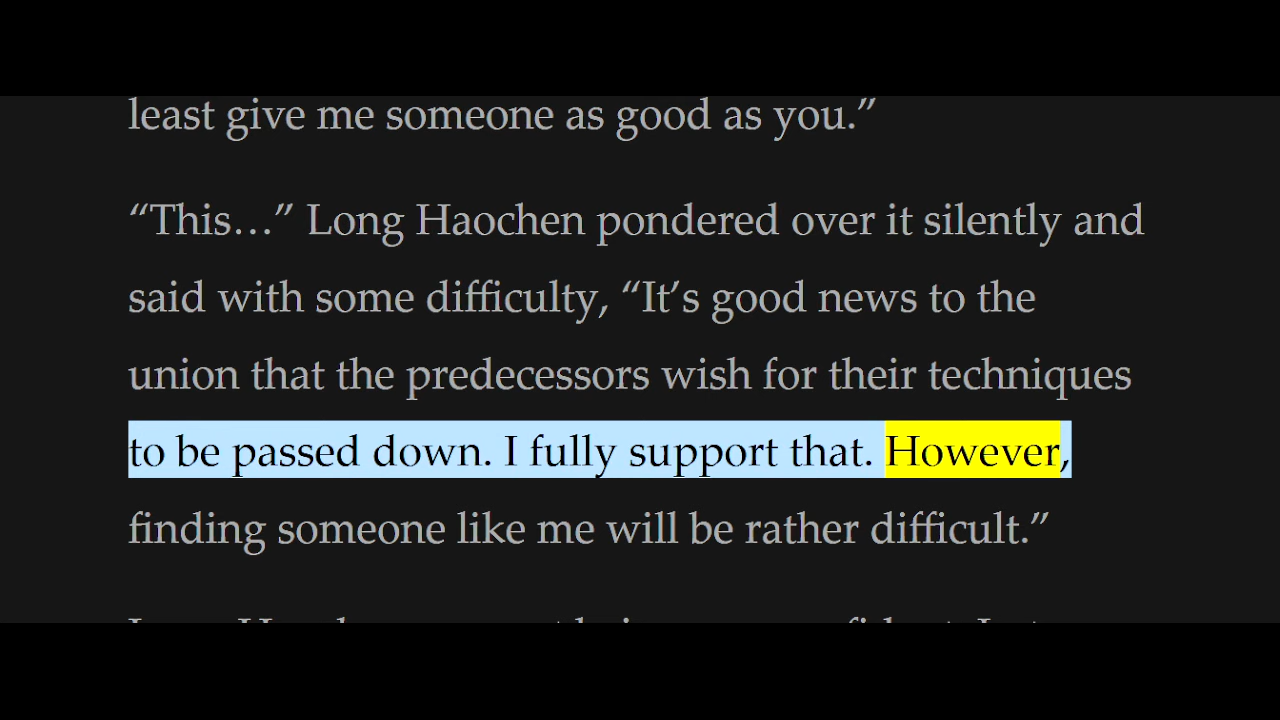 least give me someone as good as you.”
“This…” Long Haochen pondered over it silently and
said with some difficulty, “It’s good news to the
union that the predecessors wish for their techniques
to be passed down. I fully support that. However,
finding someone like me will be rather difficult.”